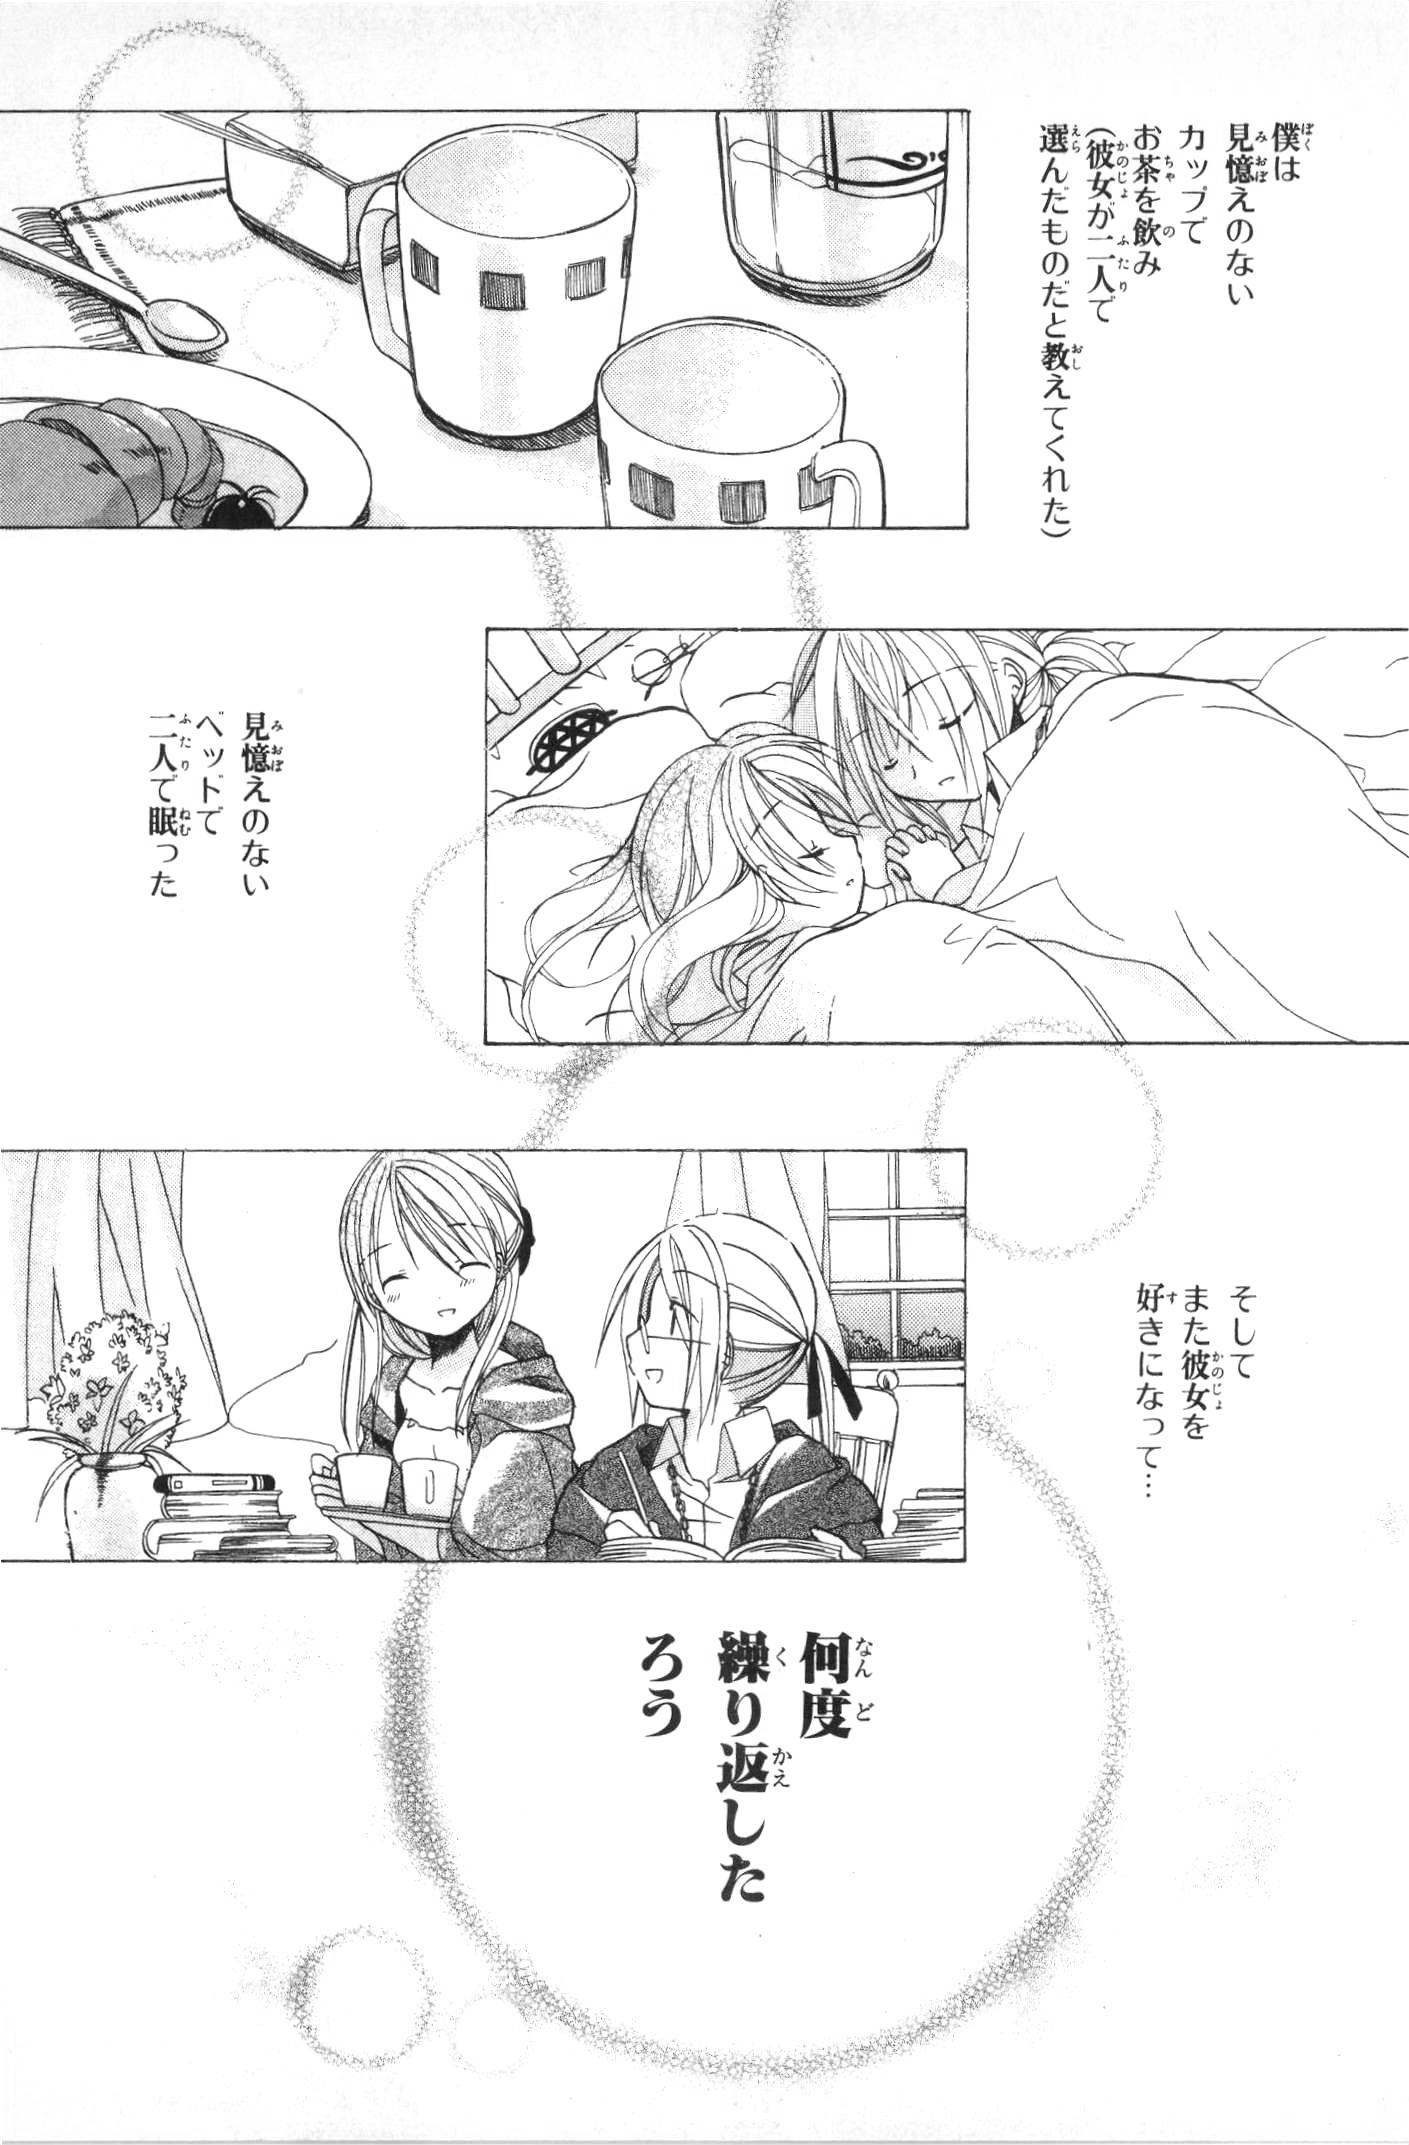 僕は
見憶えのない
カップで
お茶を飲み
(彼女が二人で
選んだものだと教えてくれた)
見憶えのない
ベッドで
二人で眠った
そして
また彼女を
好きになって…
何度
繰り返した
ろう